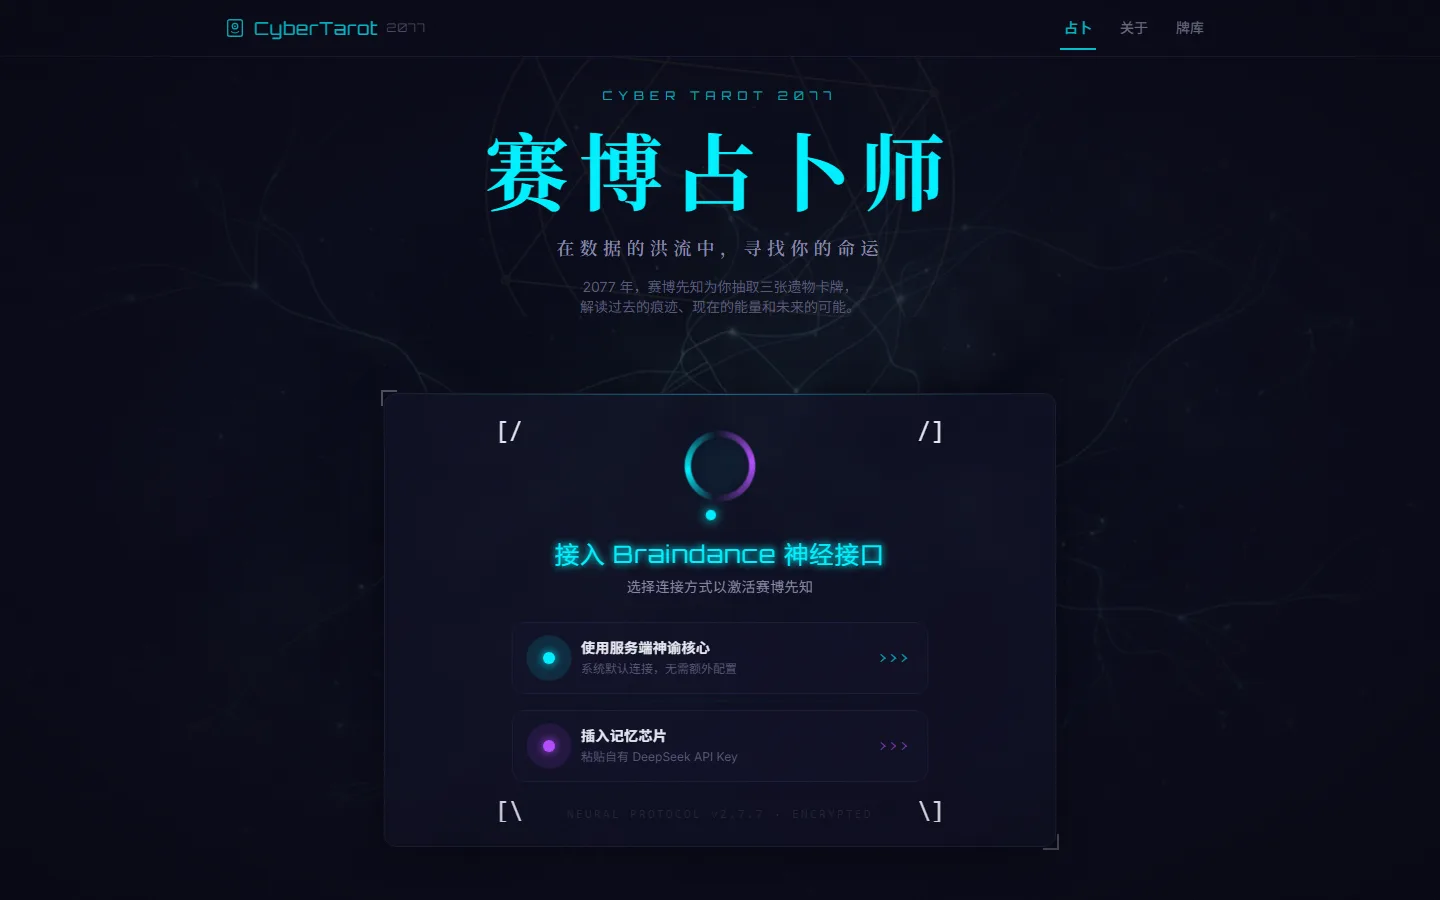 CyberTarot 2077
占卜 关于 牌库
CYBER TAROT 2077
赛博占卜师
在数据的洪流中，寻找你的命运
2077 年，赛博先知为你抽取三张遗物卡牌，
解读过去的痕迹、现在的能量和未来的可能。
[/ /]
接入 Braindance 神经接口
选择连接方式以激活赛博先知
使用服务端神谕核心
系统默认连接，无需额外配置
>>>
插入记忆芯片
粘贴自有 DeepSeek API Key
>>>
[\ NEURAL PROTOCOL v2.7.7 · ENCRYPTED \]